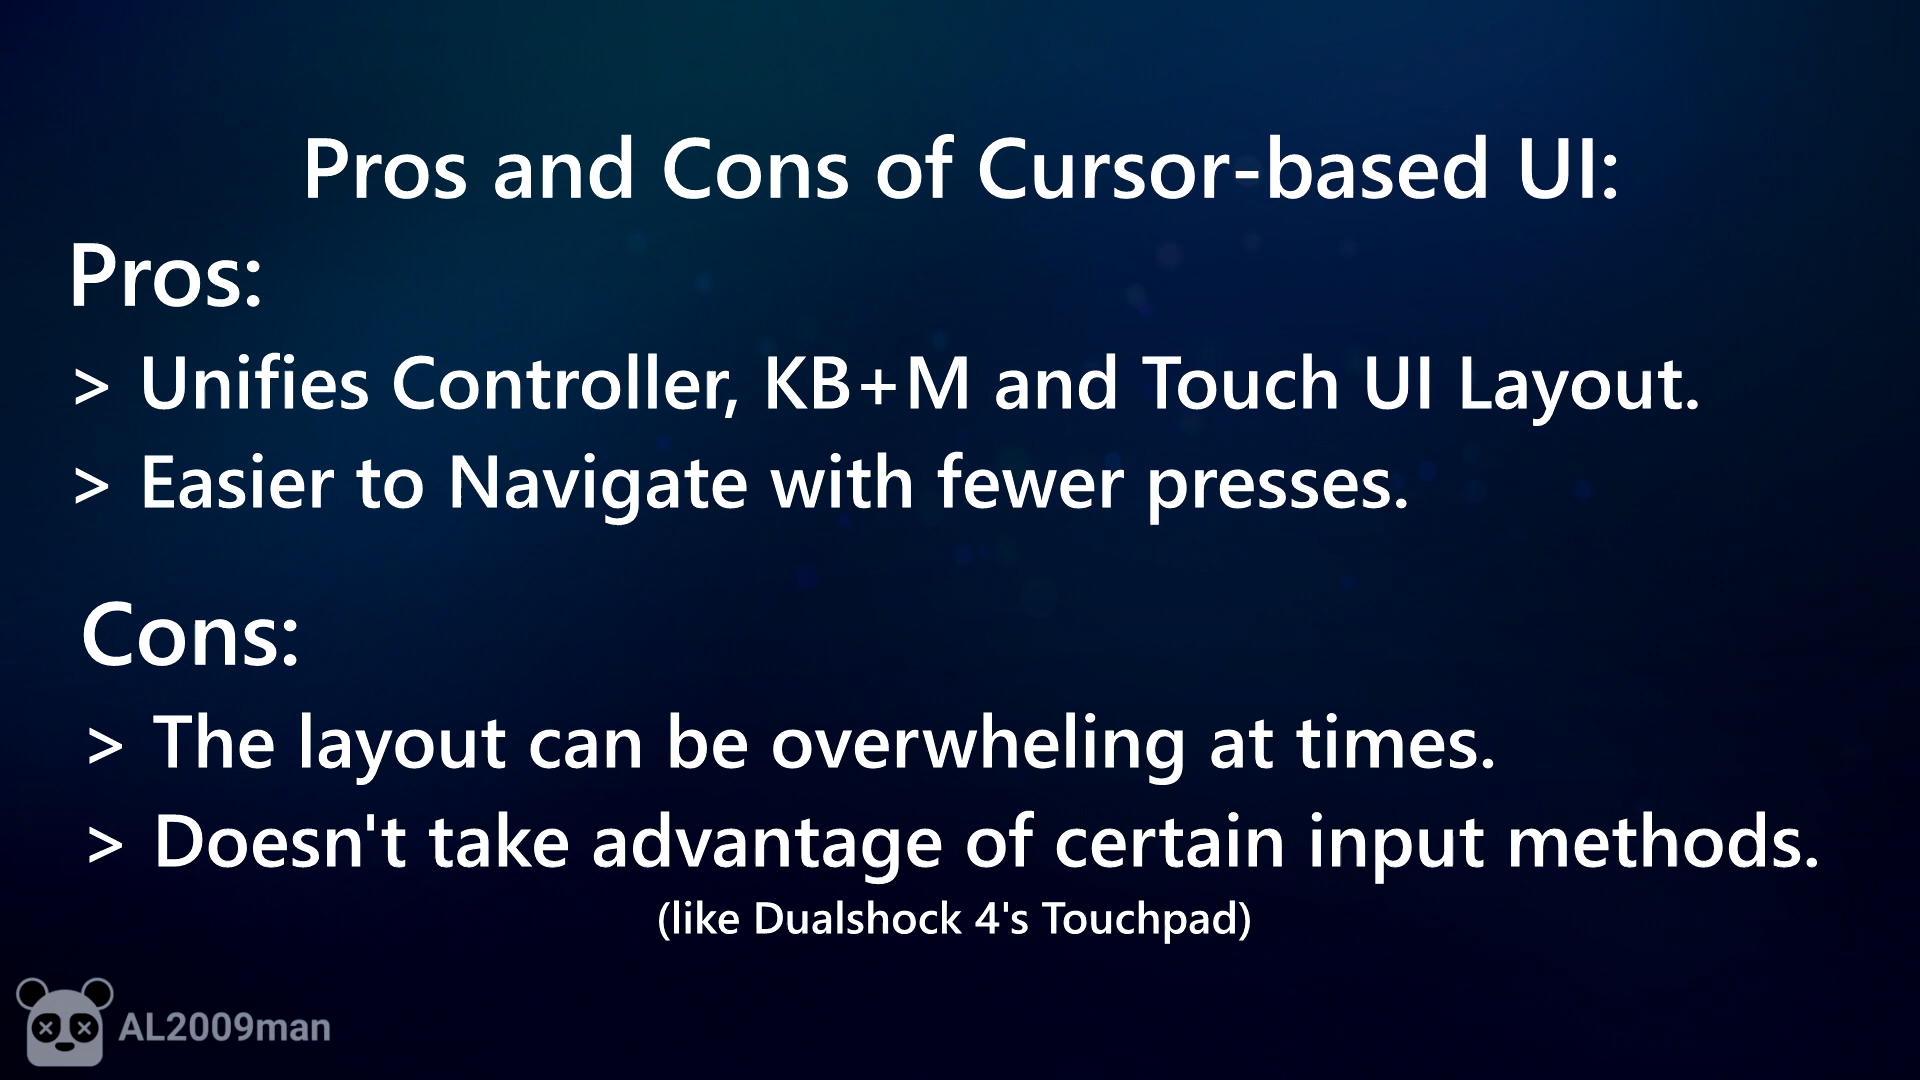 Pros and Cons of Cursor-based UI:
Pros:
> Unifies Controller, KB+M and Touch UI Layout.
> Easier to Navigate with fewer presses.
Cons:
> The layout can be overwheling at times.
> Doesn't take advantage of certain input methods.
(like Dualshock 4's Touchpad)
AL2009man